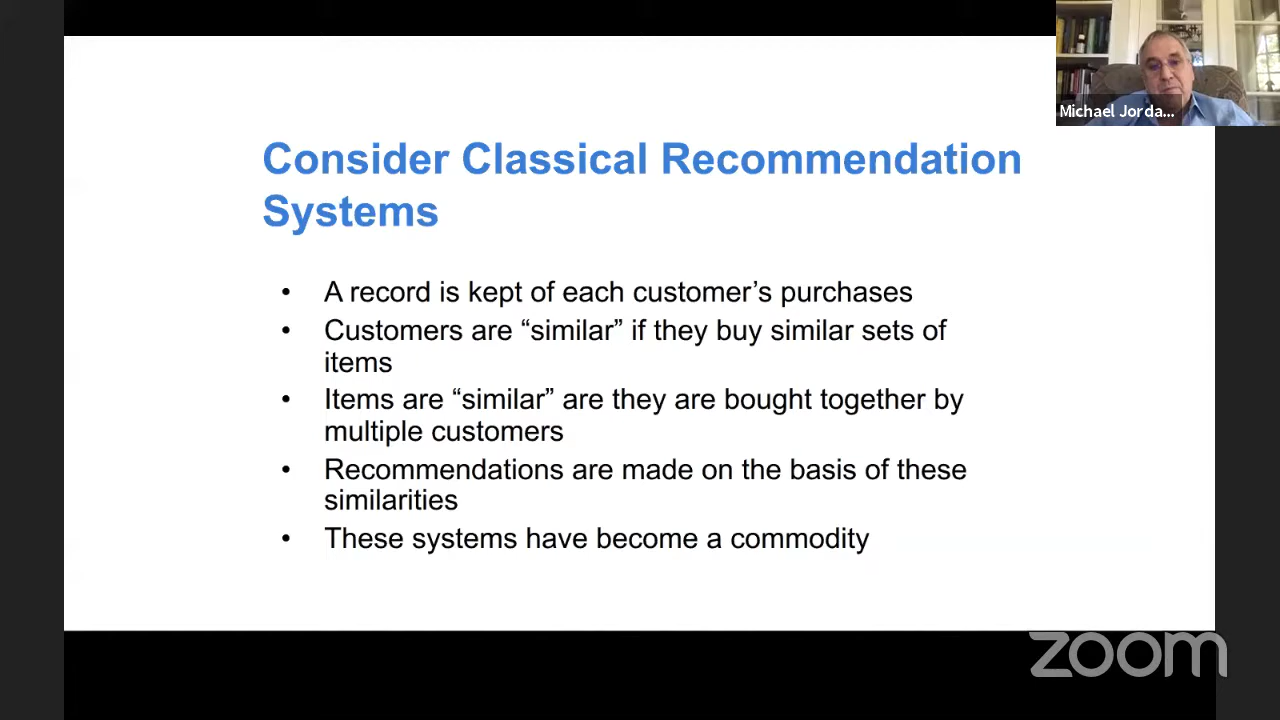 Michael Jorda...
Consider Classical Recommendation
Systems
• A record is kept of each customer’s purchases
• Customers are “similar” if they buy similar sets of
items
• Items are “similar” are they are bought together by
multiple customers
• Recommendations are made on the basis of these
similarities
• These systems have become a commodity
zoom